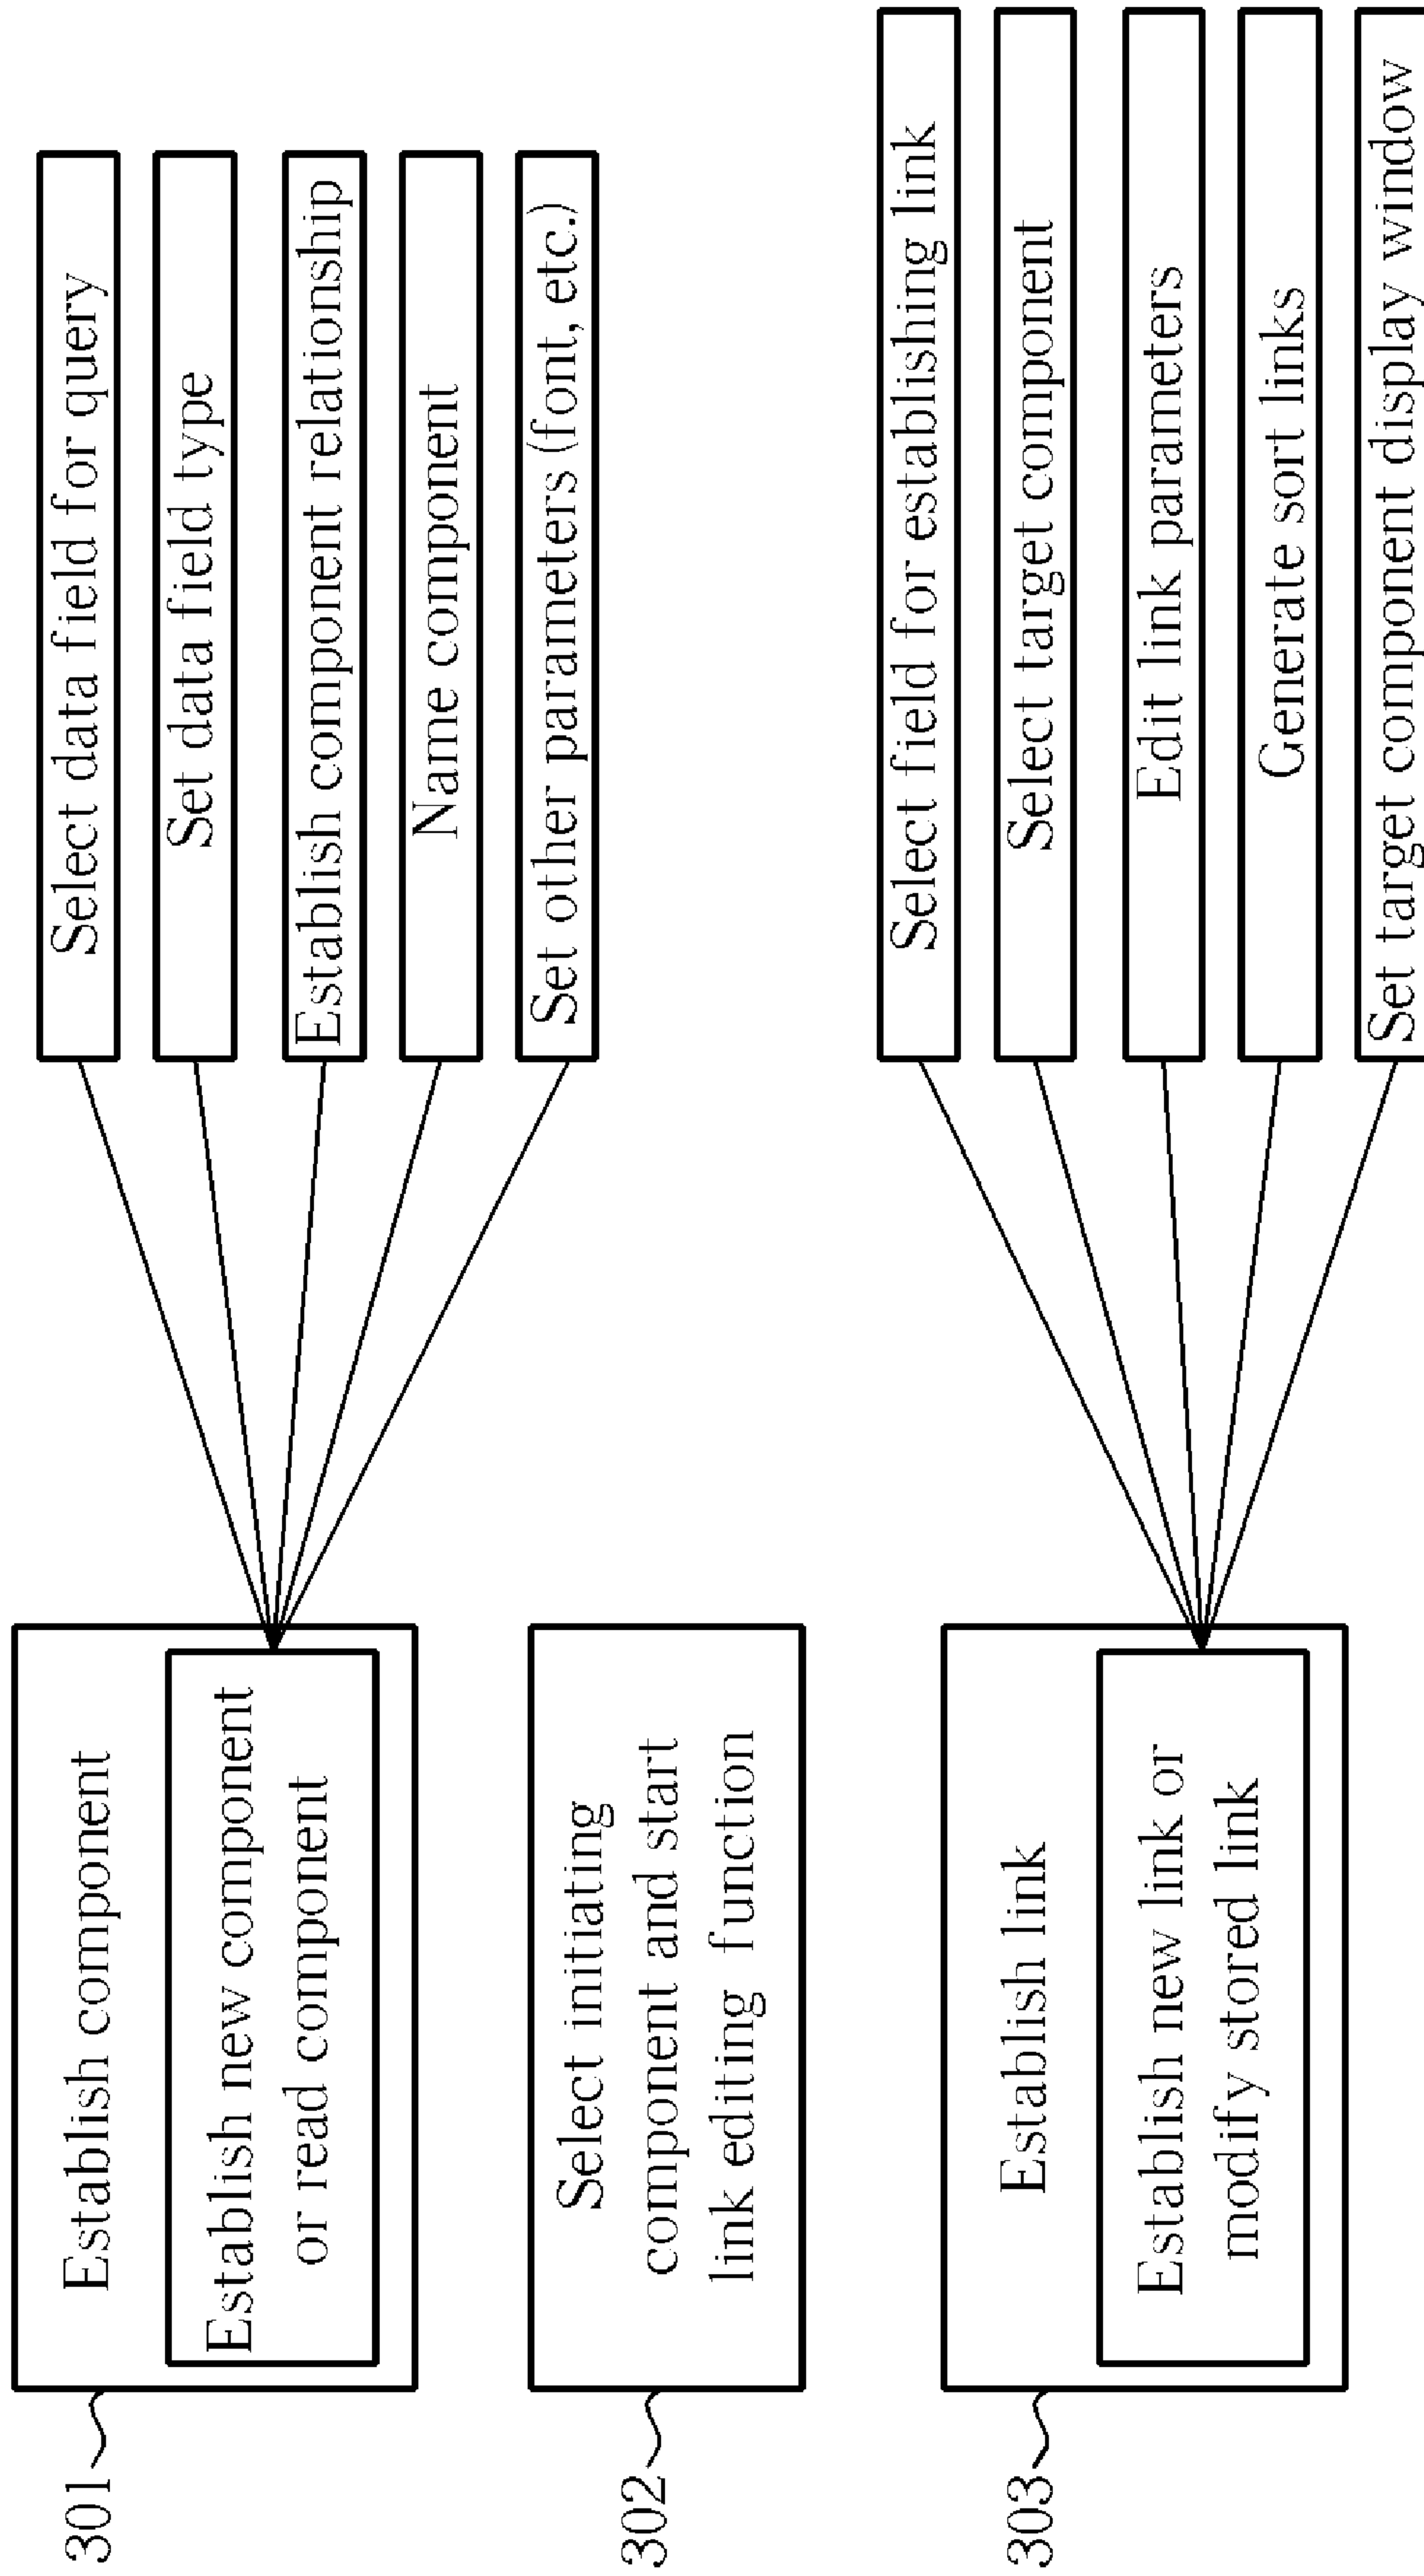 301
Establish component
Establish new component
or read component
Select data field for query
Set data field type
Establish component relationship
Name component
Set other parameters (font, etc.)
302
Select initiating
component and start
link editing function
303
Establish link
Establish new link or
modify stored link
Select field for establishing link
Select target component
Edit link parameters
Generate sort links
Set target component display window